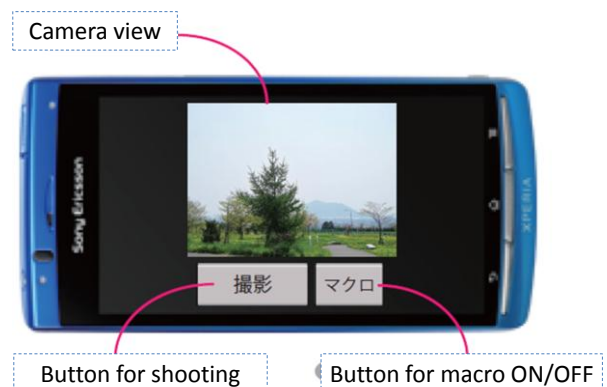 Camera view
Sony Ericsson
XPERIA
撮影
マクロ
Button for shooting
Button for macro ON/OFF